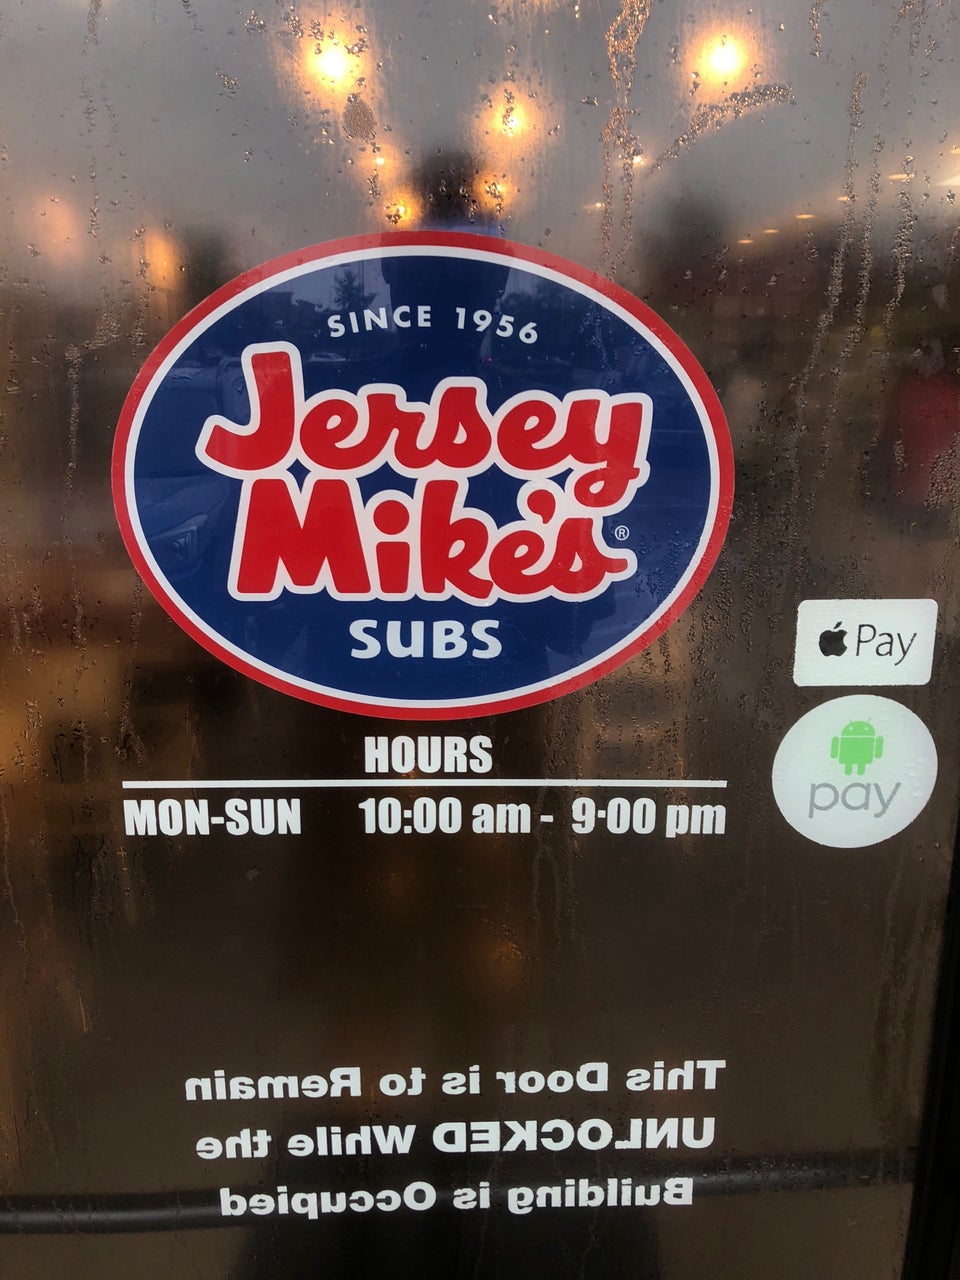 SINCE 1956
Jersey
Mike's®
SUBS
Pay
pay
HOURS
MON-SUN 10:00 am - 9:00 pm
This Door is to Remain
UNLOCKED While the
Building is Occupied